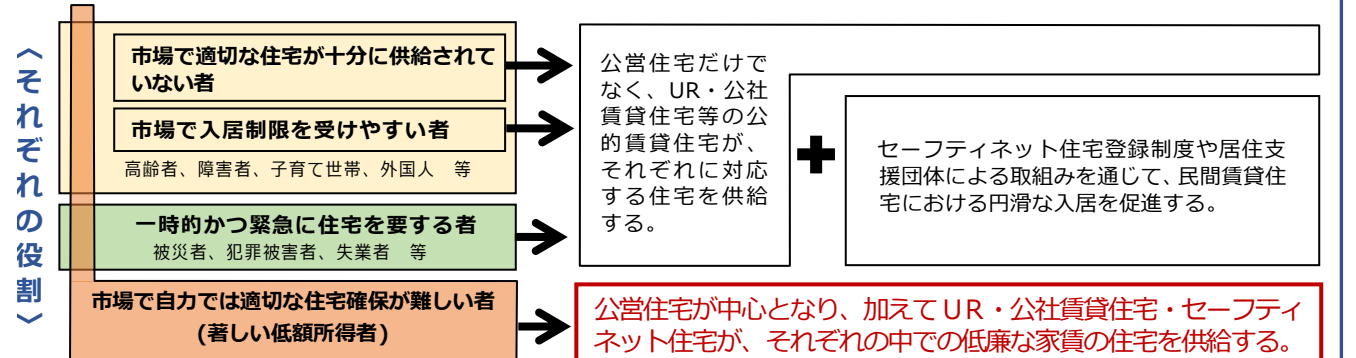 ＜それぞれの役割＞
市場で適切な住宅が十分に供給されて
いない者
市場で入居制限を受けやすい者
高齢者、障害者、子育て世帯、外国人　等
一時的かつ緊急に住宅を要する者
被災者、犯罪被害者、失業者　等
市場で自力では適切な住宅確保が難しい者
(著しい低額所得者)
公営住宅だけで
なく、UR・公社
賃貸住宅等の公
的賃貸住宅が、
それぞれに対応
する住宅を供給
する。
セーフティネット住宅登録制度や居住支
援団体による取組みを通じて、民間賃貸住
宅における円滑な入居を促進する。
公営住宅が中心となり、加えてＵＲ・公社賃貸住宅・セーフティ
ネット住宅が、それぞれの中での低廉な家賃の住宅を供給する。